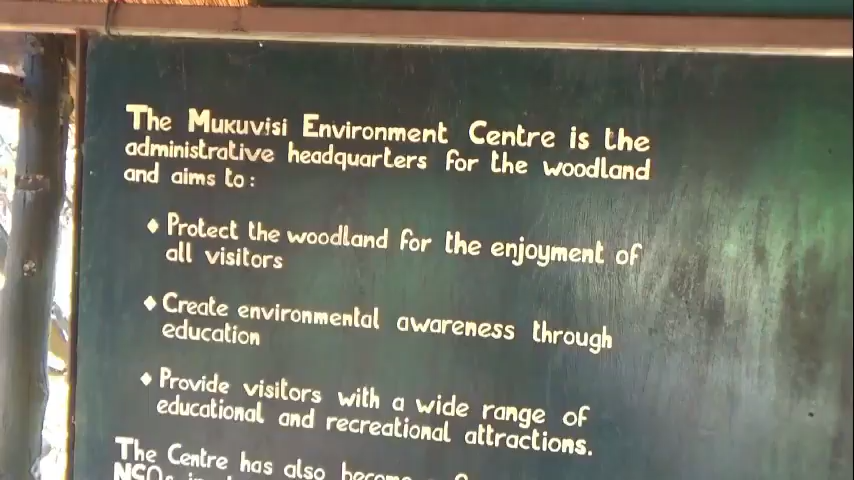 The Mukuvisi Environment Centre is the
administrative headquarters for the woodland
and aims to:
♦ Protect the woodland for the enjoyment of
all visitors
♦ Create environmental awareness through
education
♦ Provide visitors with a wide range of
educational and recreational attractions.
The Centre has also